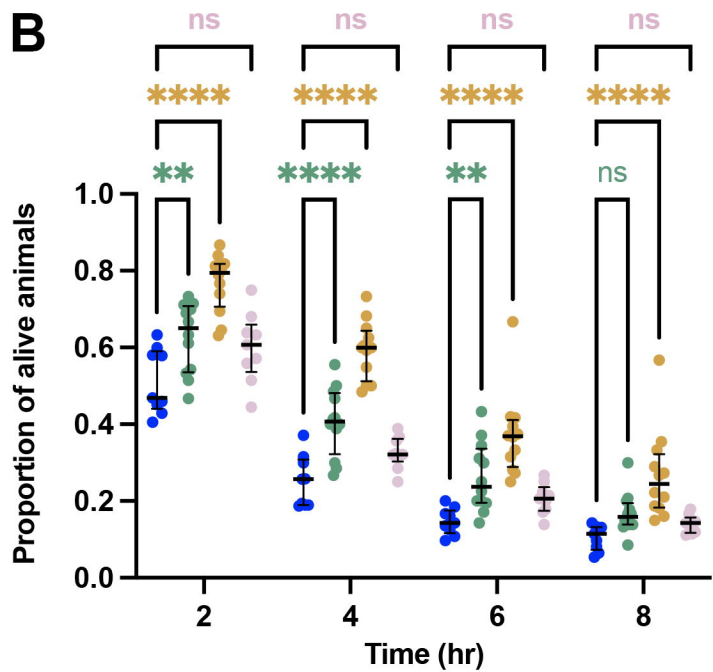 B
ns ns ns ns
**** **** **** ****
** **** ** ns
Proportion of alive animals
1.0
0.8
0.6
0.4
0.2
0.0
2 4 6 8
Time (hr)